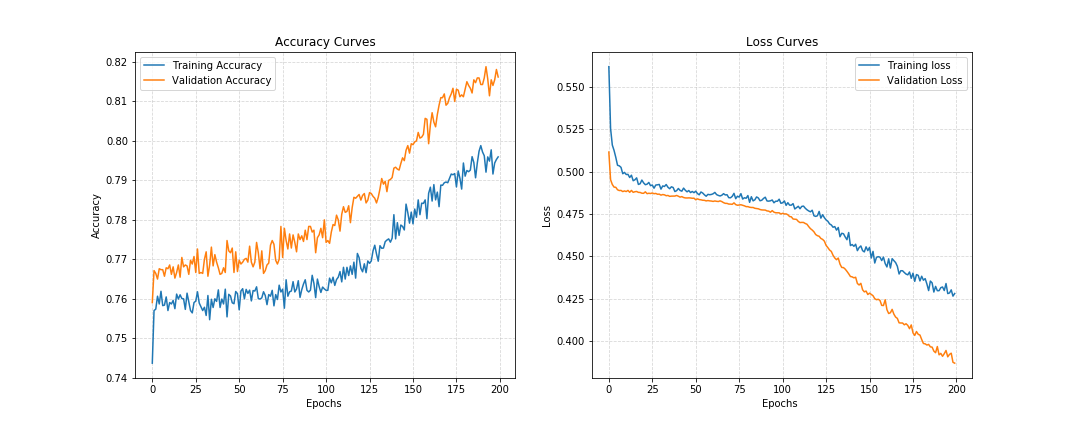 Accuracy Curves
Training Accuracy
Validation Accuracy
0.82
0.81
0.80
0.79
0.78
0.77
0.76
0.75
0.74
Accuracy
0 25 50 75 100 125 150 175 200
Epochs
Loss Curves
Training loss
Validation Loss
0.550
0.525
0.500
0.475
0.450
0.425
0.400
Loss
0 25 50 75 100 125 150 175 200
Epochs